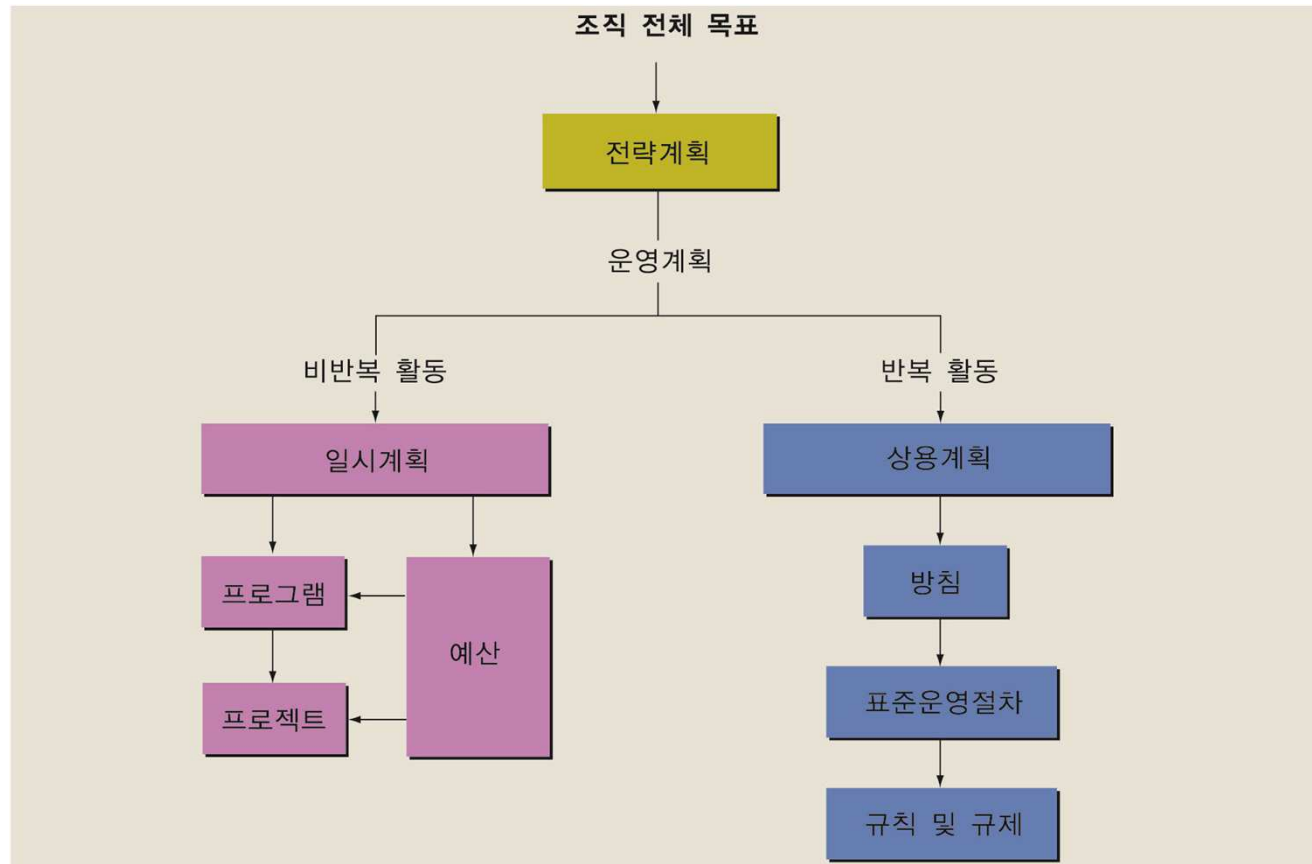 조직 전체 목표
전략계획
운영계획
비반복 활동
반복 활동
일시계획
상용계획
프로그램
예산
방침
프로젝트
표준운영절차
규칙 및 규제